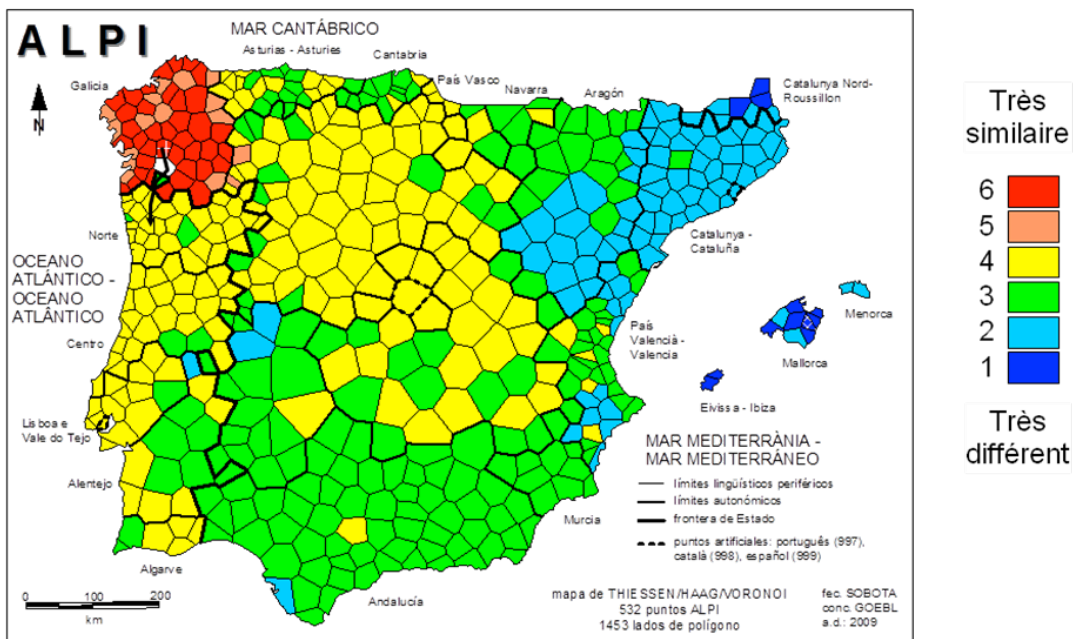 ALPI
MAR CANTÁBRICO
Asturias - Asturies
Cantabria
País Vasco
Navarra
Aragón
Catalunya Nord-
Roussillon
Galicia
N
Norte
OCEANO
ATLÁNTICO -
OCEANO
ATLÂNTICO
Centro
Lisboa e
Vale do Tejo
Alentejo
Algarve
Andalucía
Murcia
País
Valencià -
Valencia
Catalunya -
Cataluña
Menorca
Mallorca
Eivissa - Ibiza
MAR MEDITERRÀNIA -
MAR MEDITERRÁNEO
límites lingüísticos periféricos
límites autonómicos
frontera de Estado
puntos artificiales: português (997),
català (998), español (999)
0 100 200
km
mapa de THIESSEN/HAAG/VORONOI
532 puntos ALPI
1453 lados de polígono
fec. SOBOTA
conc. GOEBL
a.d.: 2009
Très
similaire
6
5
4
3
2
1
Très
différent